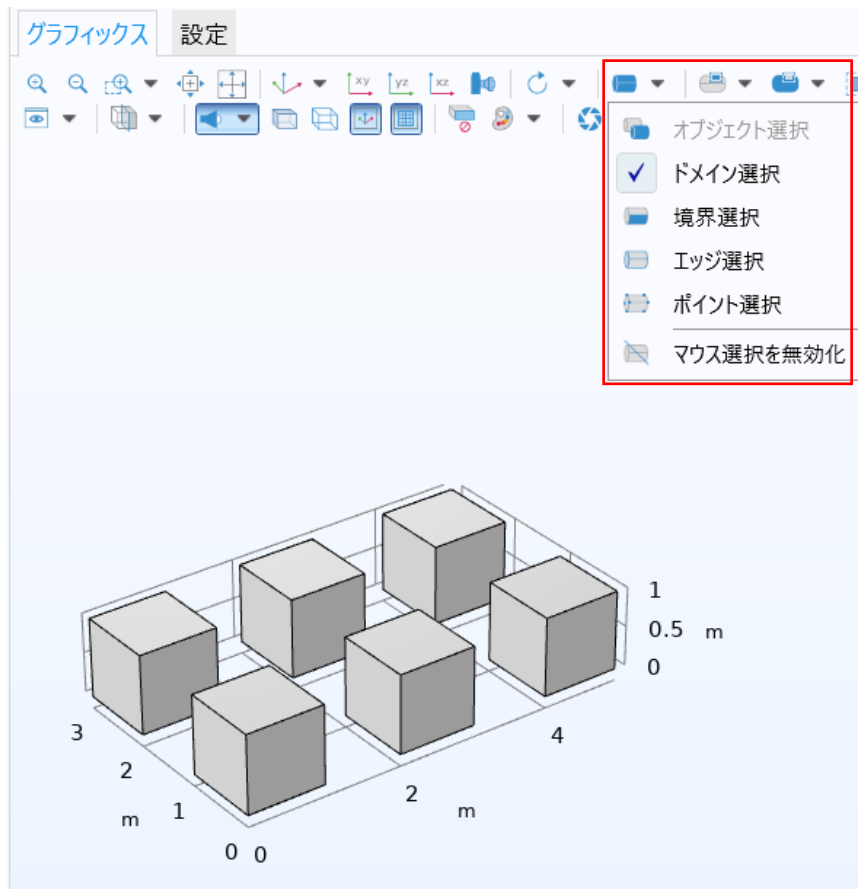 グラフィックス 設定
xy yz xz
オブジェクト選択
ドメイン選択
境界選択
エッジ選択
ポイント選択
マウス選択を無効化
1
0.5 m
0
3
2
m 1
0 0
2 m
4